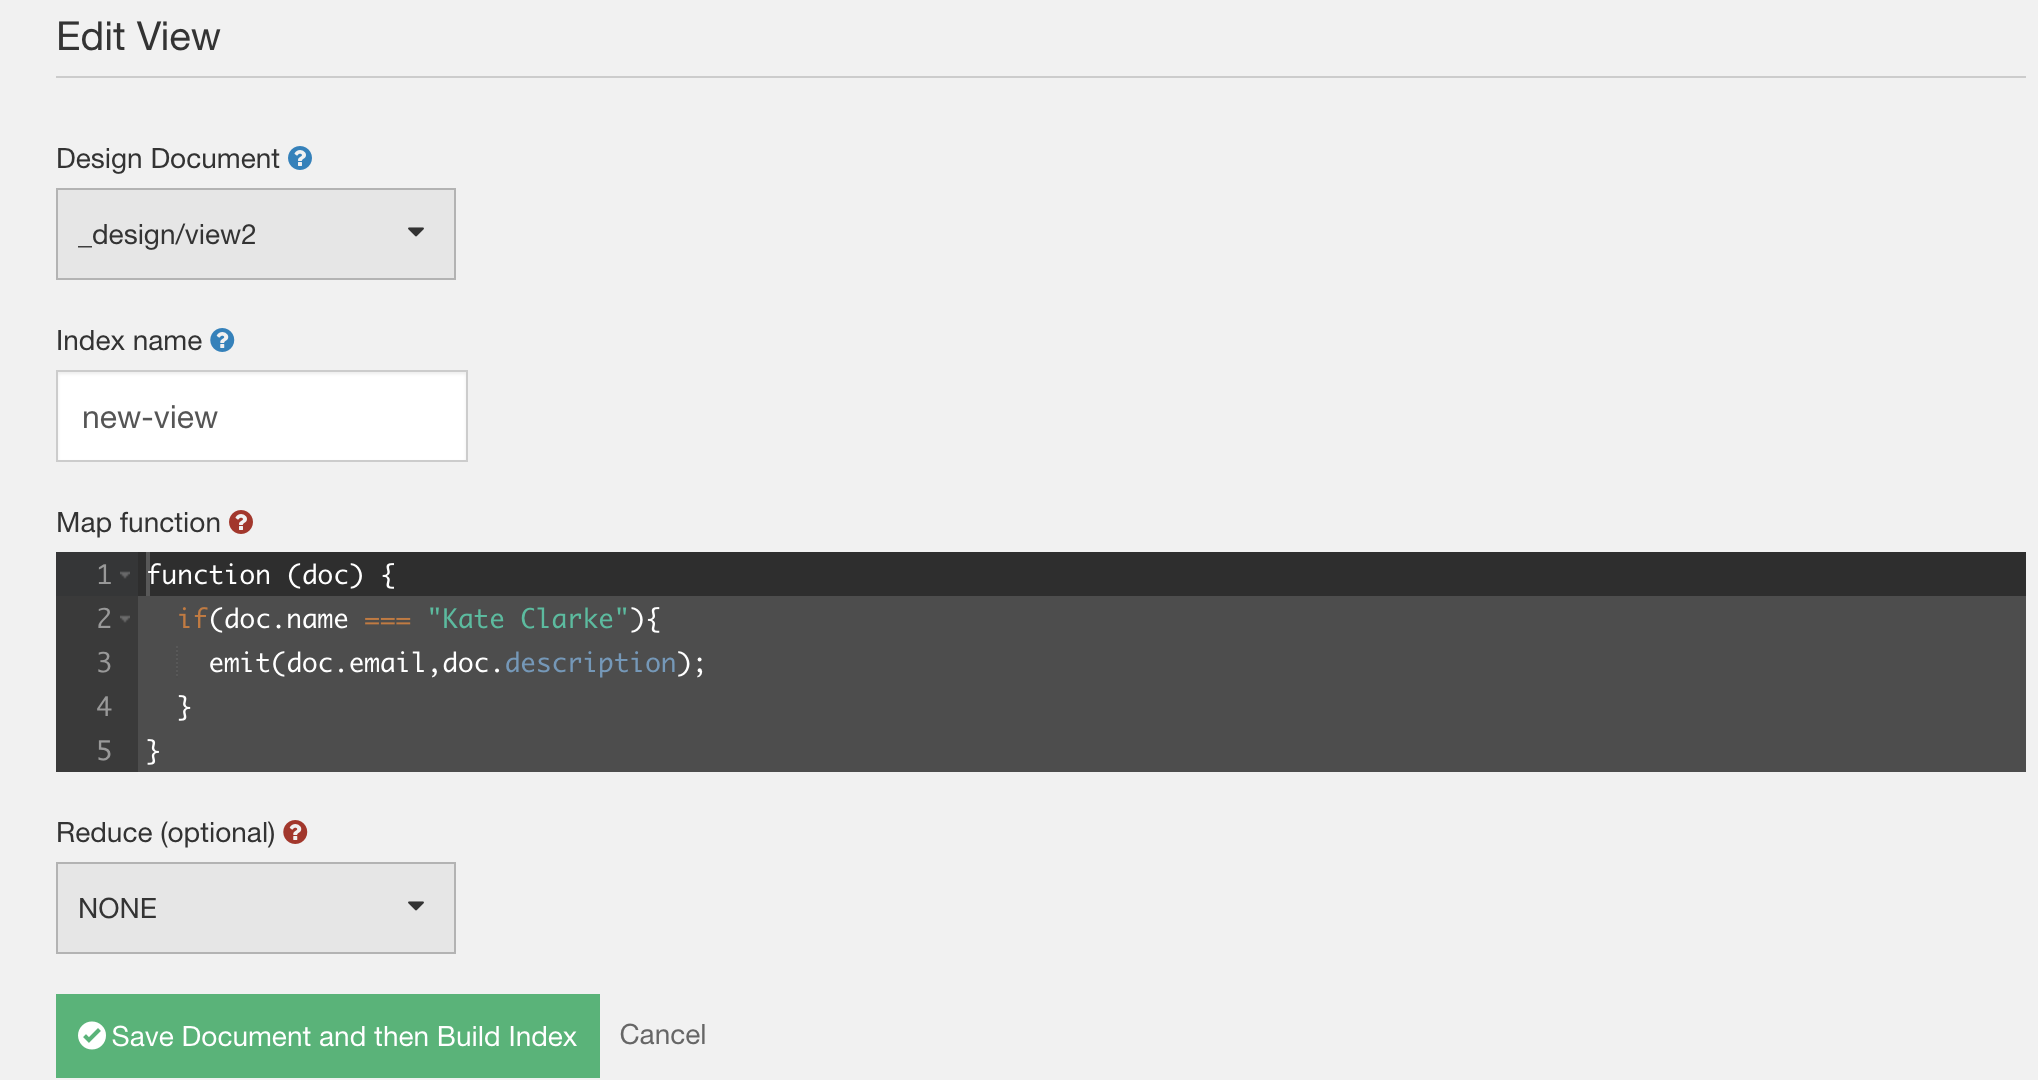 Edit View
Design Document ?
_design/view2
Index name ?
new-view
Map function ?
1 function (doc) {
2 if(doc.name === "Kate Clarke"){
3 emit(doc.email,doc.description);
4 }
5 }
Reduce (optional) ?
NONE
Save Document and then Build Index Cancel